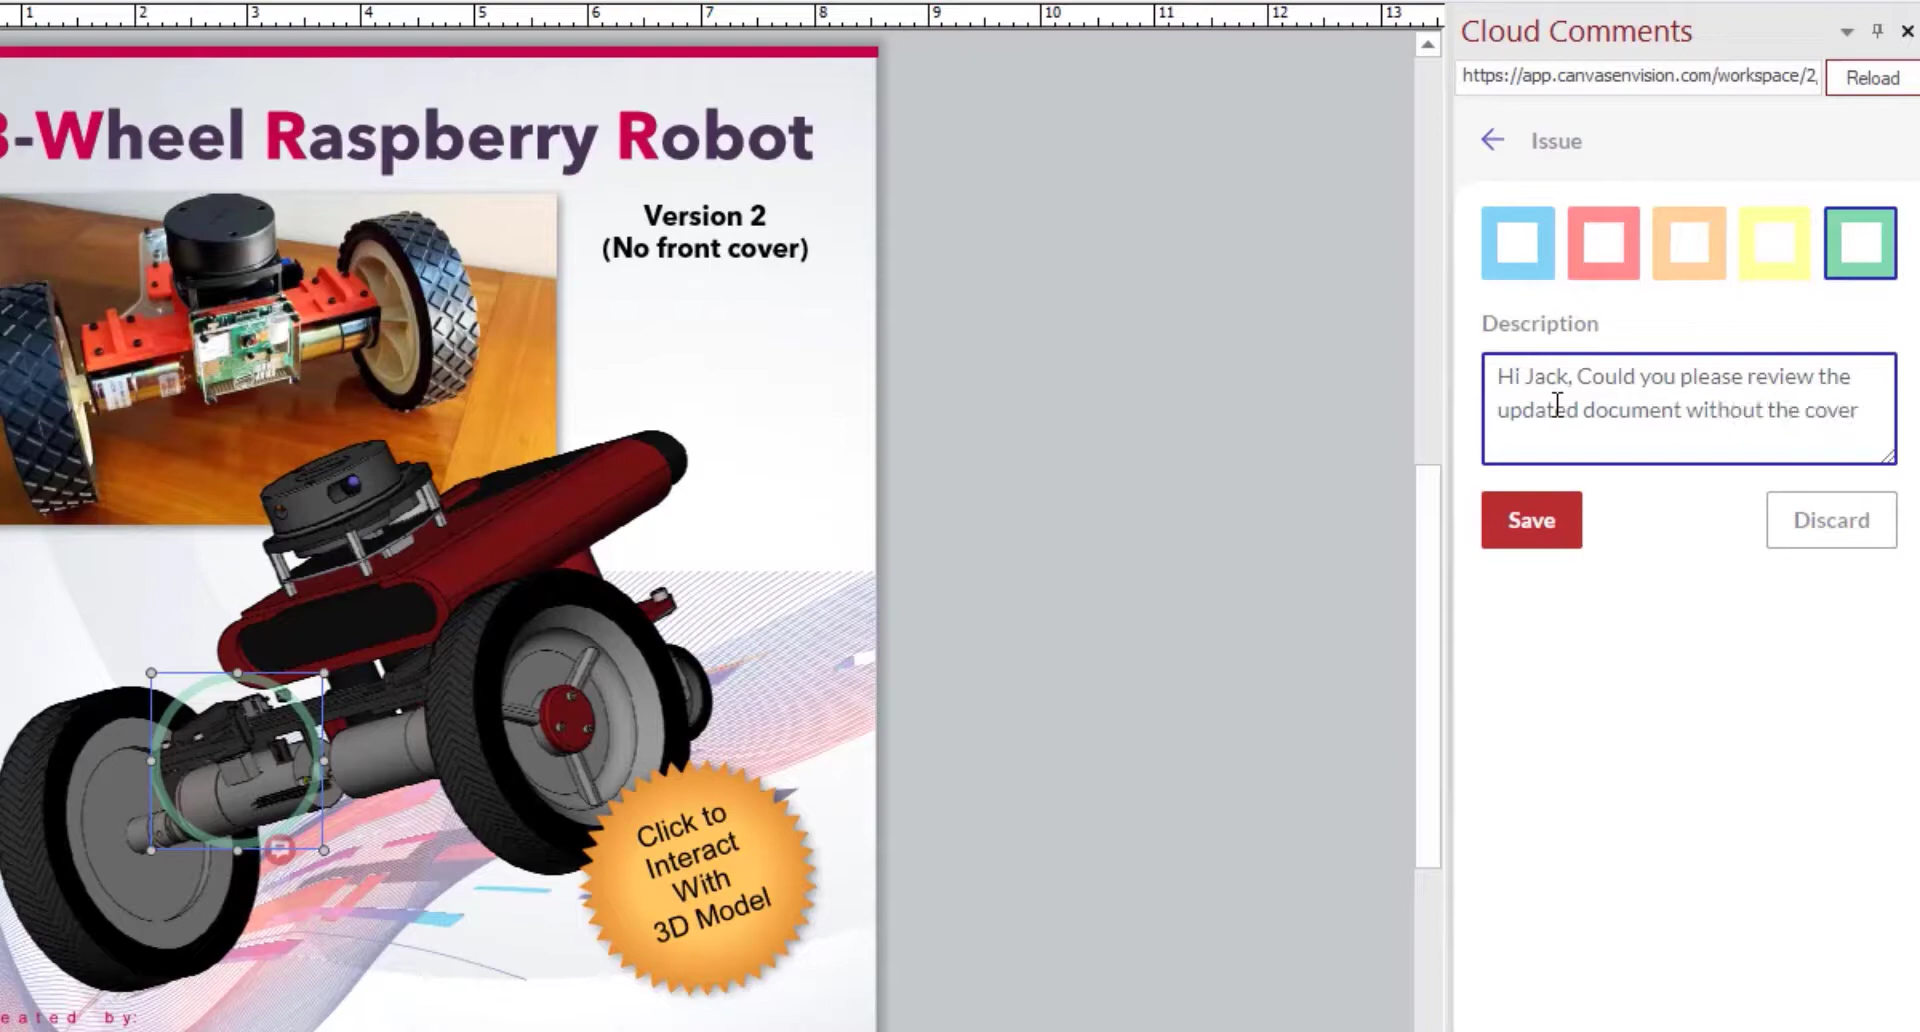 1 2 3 4 5 6 7 8 9 10 11 12 13
Cloud Comments
https://app.canvasenvision.com/workspace/2,
Reload
Issue
3-Wheel Raspberry Robot
Version 2
(No front cover)
Description
Hi Jack, Could you please review the
updated document without the cover
Save
Discard
Click to
Interact
With
3D Model
eated by: